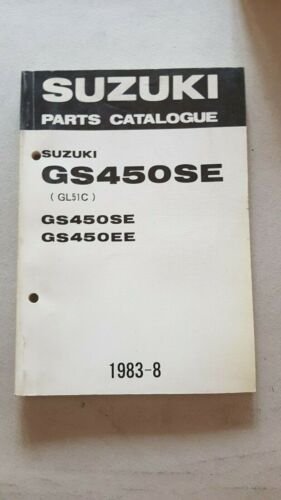 SUZUKI
PARTS CATALOGUE
SUZUKI
GS450SE
( GL51C )
GS450SE
GS450EE
1983-8